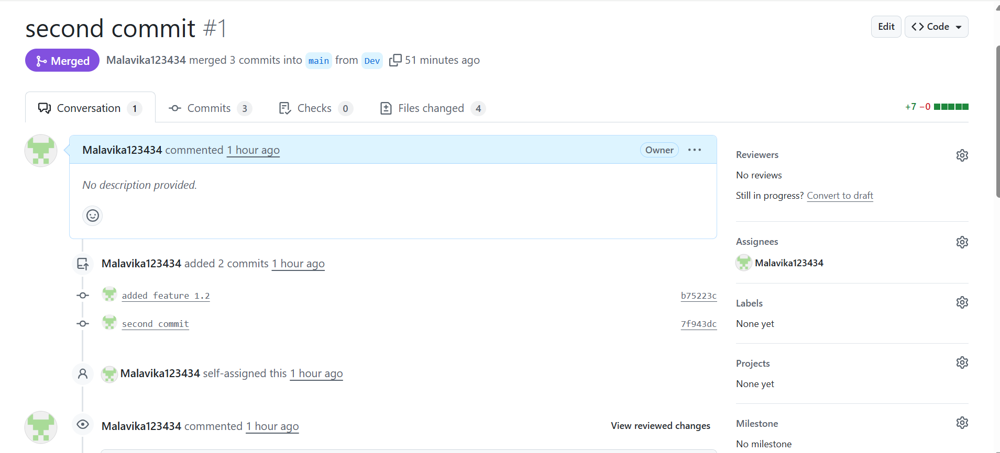 second commit #1
Edit
Code
Merged
Malavika123434 merged 3 commits into main from Dev 51 minutes ago
Conversation 1
Commits 3
Checks 0
Files changed 4
+7 −0
Malavika123434 commented 1 hour ago
Owner
No description provided.
Malavika123434 added 2 commits 1 hour ago
added feature 1.2
b75223c
second commit
7f943dc
Malavika123434 self-assigned this 1 hour ago
Malavika123434 commented 1 hour ago
View reviewed changes
Reviewers
No reviews
Still in progress? Convert to draft
Assignees
Malavika123434
Labels
None yet
Projects
None yet
Milestone
No milestone